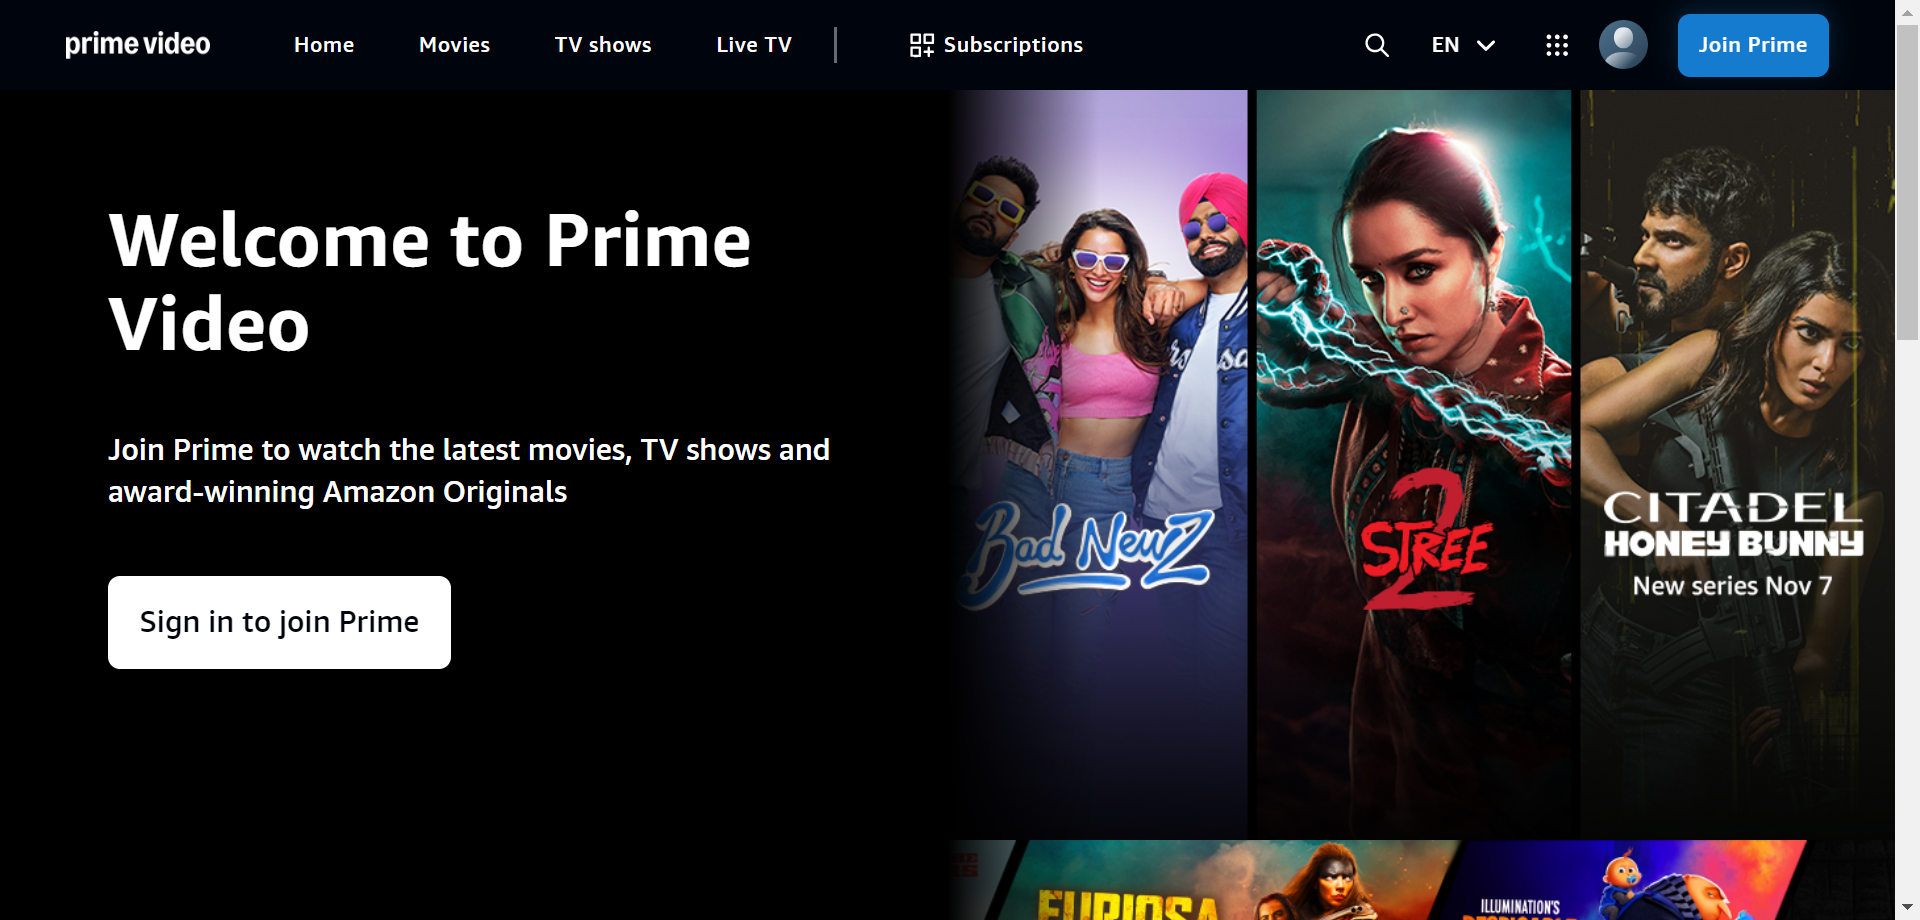 prime video
Home
Movies
TV shows
Live TV
Subscriptions
EN
Join Prime
Welcome to Prime
Video
Join Prime to watch the latest movies, TV shows and
award-winning Amazon Originals
Sign in to join Prime
Bad Newz
STREE
2
CITADEL
HONEY BUNNY
New series Nov 7
FURIOSA
ILLUMINATION'S